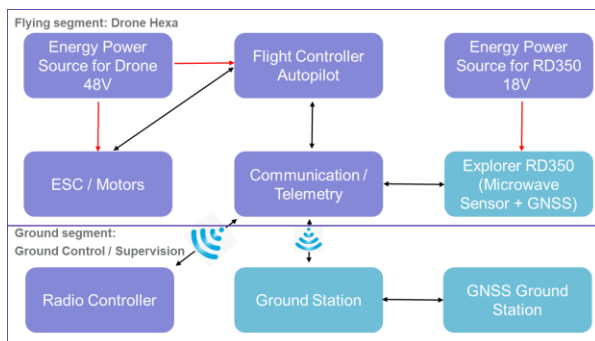 Flying segment: Drone Hexa
Energy Power
Source for Drone
48V
Flight Controller
Autopilot
Energy Power
Source for RD350
18V
ESC / Motors
Communication /
Telemetry
Explorer RD350
(Microwave
Sensor + GNSS)
Ground segment:
Ground Control / Supervision
Radio Controller
Ground Station
GNSS Ground
Station